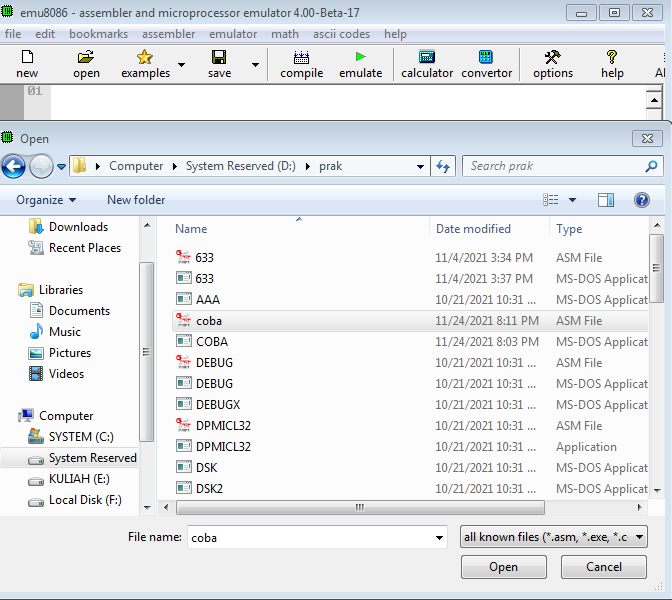 emu8086 - assembler and microprocessor emulator 4.00-Beta-17
file edit bookmarks assembler emulator math ascii codes help
new open examples save compile emulate calculator convertor options help Al
01
Open
Computer System Reserved (D:) prak Search prak
Organize New folder
Downloads
Recent Places
Libraries
Documents
Music
Pictures
Videos
Computer
SYSTEM (C:)
System Reserved
KULIAH (E:)
Local Disk (F:)
Name Date modified Type
633 11/4/2021 3:34 PM ASM File
633 11/4/2021 3:37 PM MS-DOS Applicat
AAA 10/21/2021 10:31 ... MS-DOS Applicat
coba 11/24/2021 8:11 PM ASM File
COBA 11/24/2021 8:03 PM MS-DOS Applicat
DEBUG 10/21/2021 10:31 ... ASM File
DEBUG 10/21/2021 10:31 ... MS-DOS Applicat
DEBUGX 10/21/2021 10:31 ... MS-DOS Applicat
DPMICL32 10/21/2021 10:31 ... ASM File
DPMICL32 10/21/2021 10:31 ... Application
DSK 10/21/2021 10:31 ... MS-DOS Applicat
DSK2 10/21/2021 10:31 ... MS-DOS Applicat
File name: coba all known files (*.asm, *.exe, *.c
Open Cancel